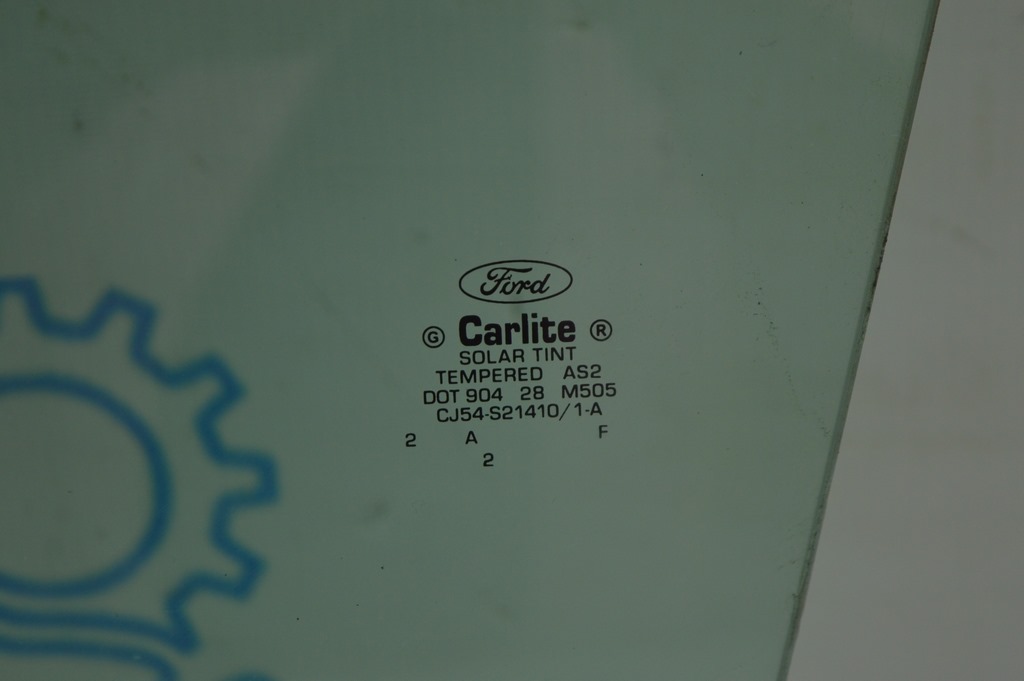 Ford
G Carlite ®
SOLAR TINT
TEMPERED AS2
DOT 904 28 M505
CJ54-S21410/1-A
2 A F
2